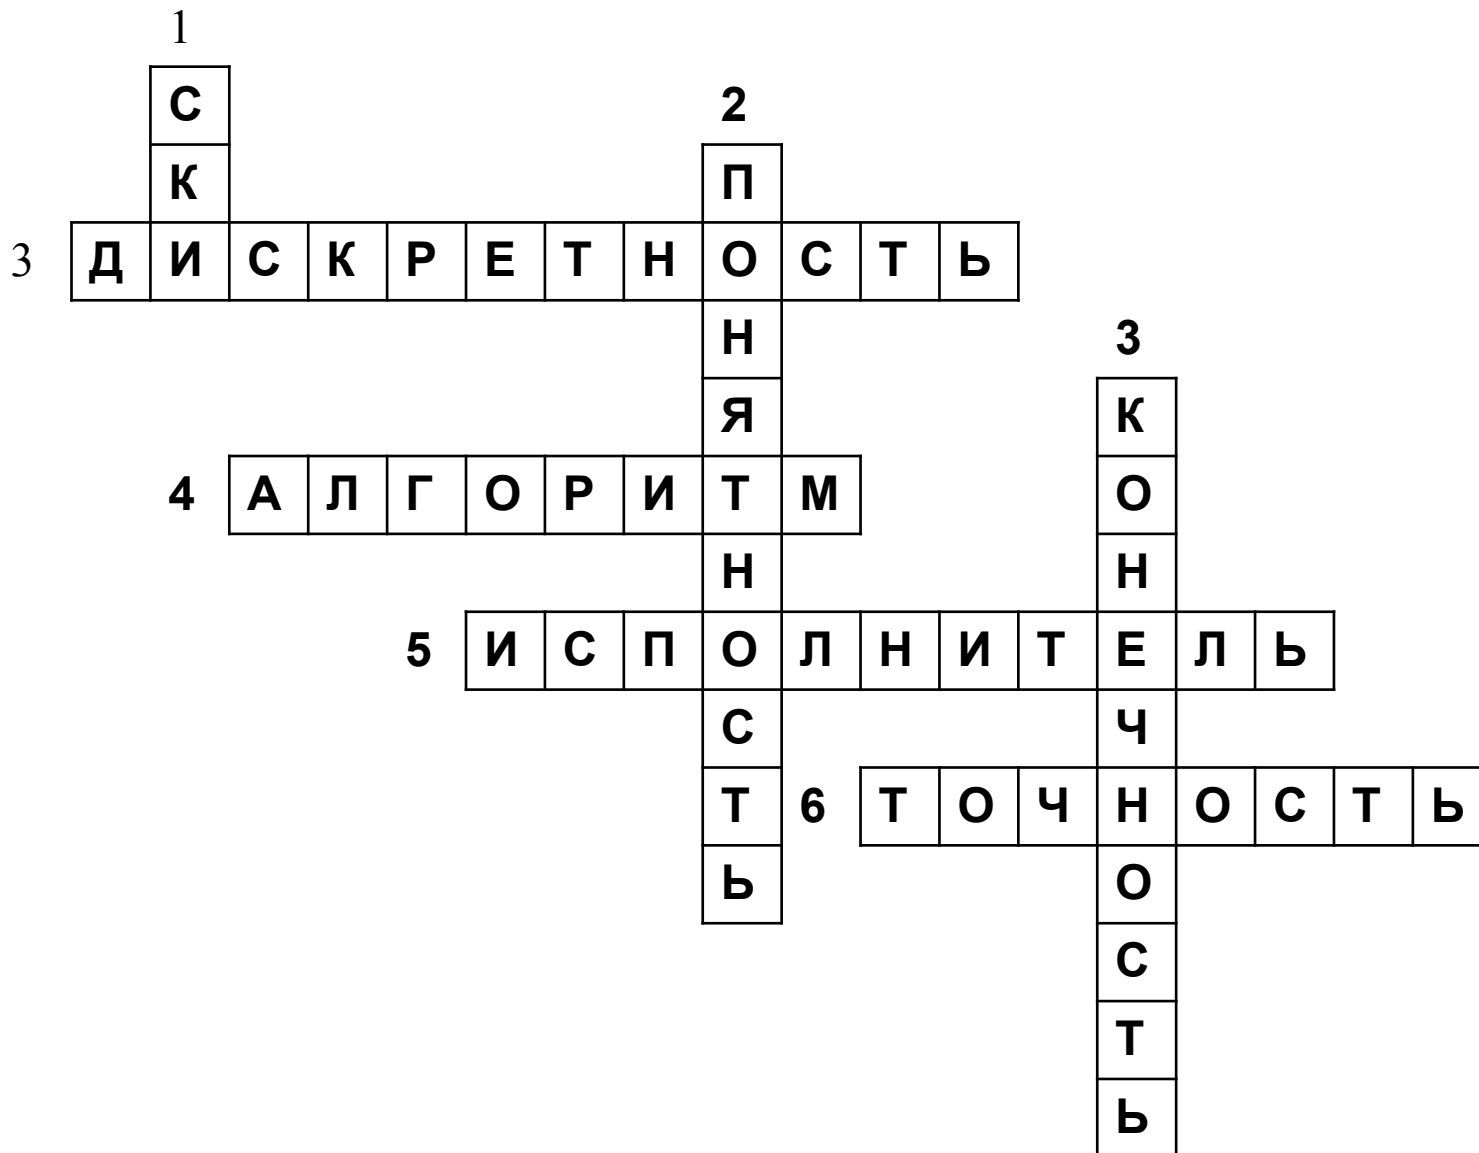 1
С 2
К П
3 ДИСКРЕТНОСТЬ
Н 3
Я К
4 АЛГОРИТМ О
Н Н
5 ИСПОЛНИТЕЛЬ
С Ч
Т 6 ТОЧНОСТЬ
Ь О
С
Т
Ь